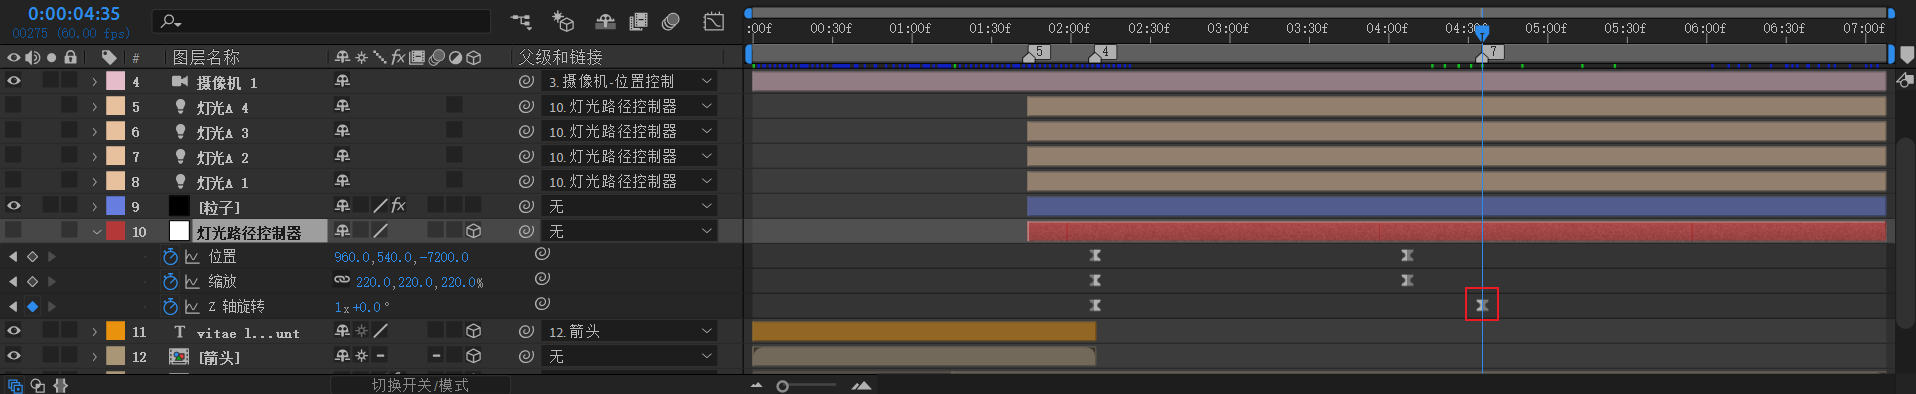 0:00:04:35
00275 (60.00 fps)
:00f 00:30f 01:00f 01:30f 02:00f 02:30f 03:00f 03:30f 04:00f 04:30f 05:00f 05:30f 06:00f 06:30f 07:00f
# 图层名称 fx 父级和链接
5 4 7
4 摄像机 1 3.摄像机-位置控制
5 灯光A 4 10.灯光路径控制器
6 灯光A 3 10.灯光路径控制器
7 灯光A 2 10.灯光路径控制器
8 灯光A 1 10.灯光路径控制器
9 [粒子] fx 无
10 灯光路径控制器 无
位置 960.0,540.0,-7200.0
缩放 220.0,220.0,220.0%
Z 轴旋转 1x+0.0°
11 T vitae l...unt 12.箭头
12 [箭头] 无
切换开关/模式